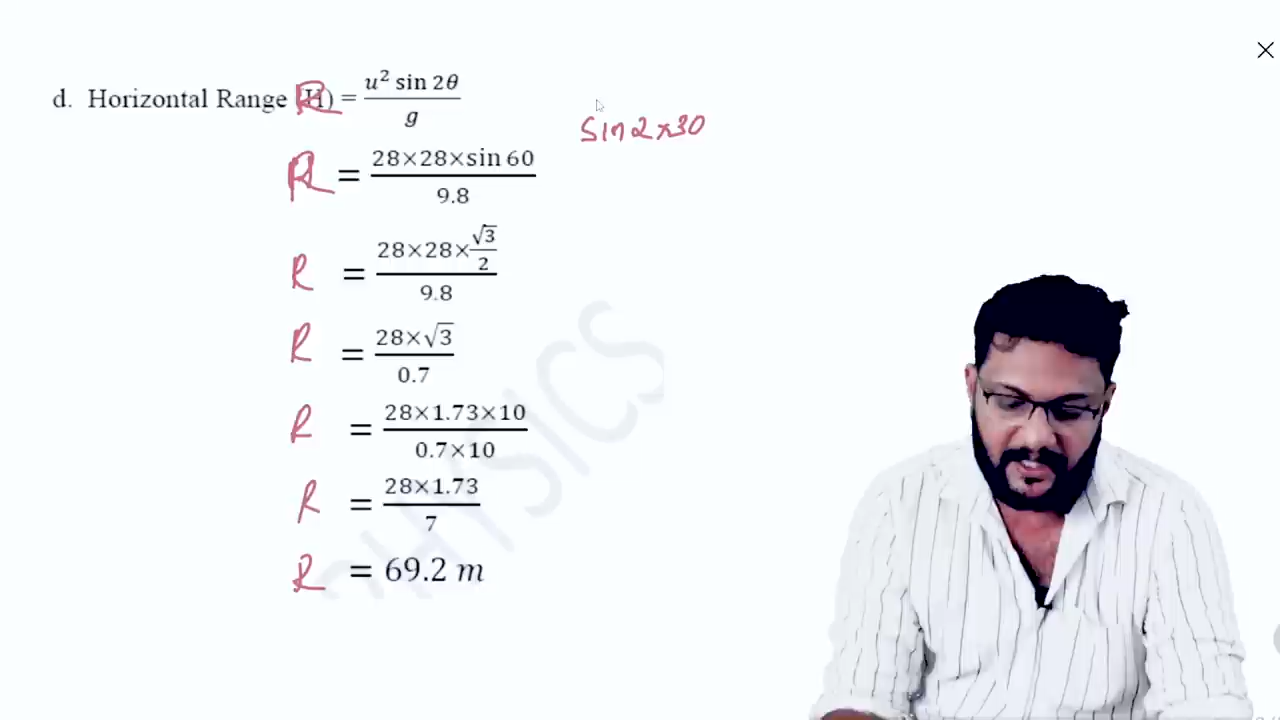 d. Horizontal Range (R) = u² sin 2θ / g
sin 2×30
R = 28×28×sin 60 / 9.8
R = 28×28×√3/2 / 9.8
R = 28×√3 / 0.7
R = 28×1.73×10 / 0.7×10
R = 28×1.73 / 7
R = 69.2 m
PHYSICS